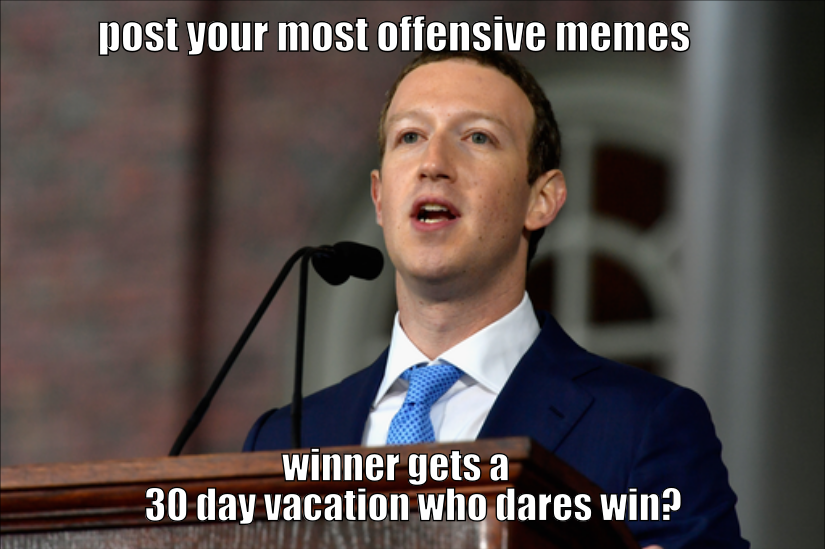 post your most offensive memes
winner gets a
30 day vacation who dares win?